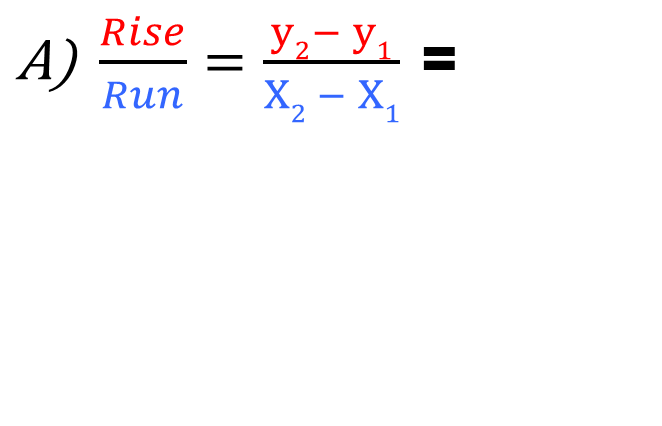 A) Rise/Run = y₂ − y₁/X₂ − X₁ =